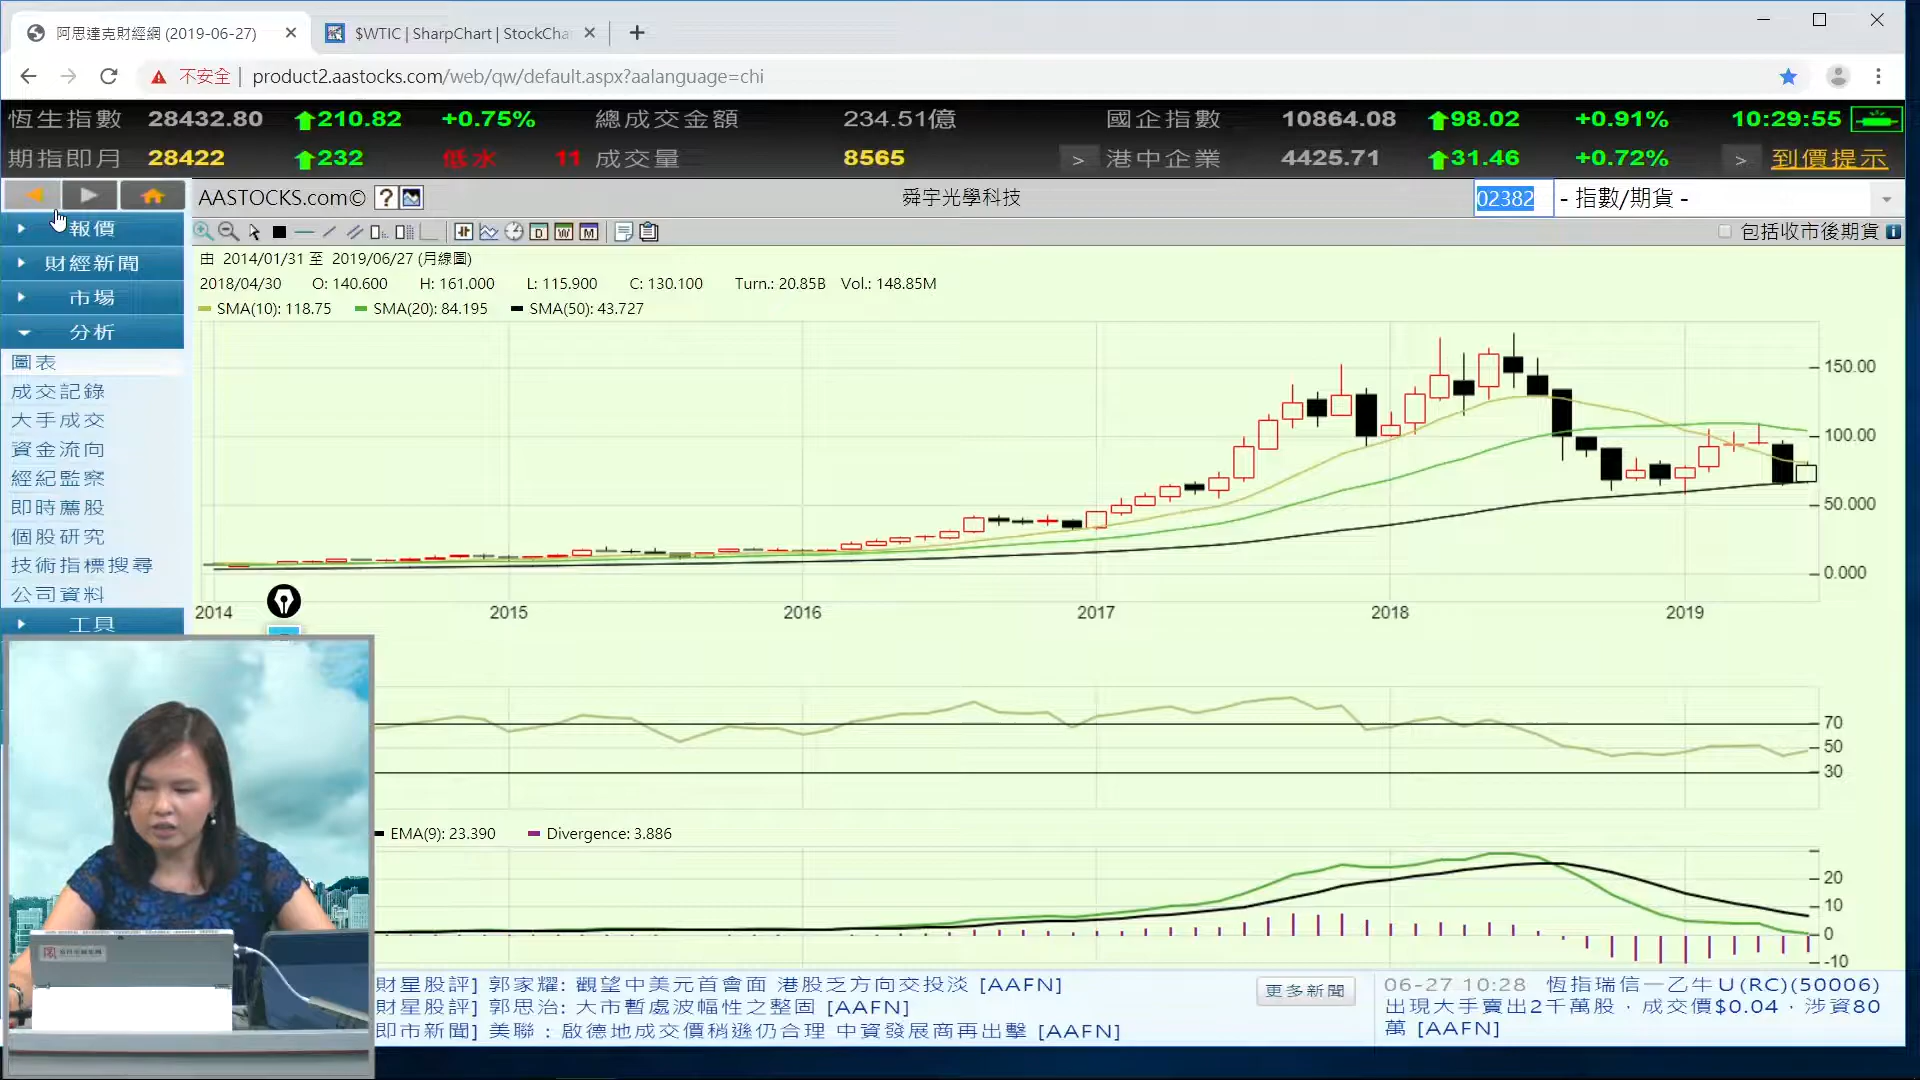 阿思達克財經網 (2019-06-27)
$WTIC | SharpChart | StockCha
不安全 | product2.aastocks.com/web/qw/default.aspx?aalanguage=chi
恆生指數 28432.80 210.82 +0.75% 總成交金額 234.51億 國企指數 10864.08 98.02 +0.91% 10:29:55
期指即月 28422 232 低水 11 成交量 8565 > 港中企業 4425.71 31.46 +0.72% > 到價提示
AASTOCKS.com© ? 舜宇光學科技 02382 - 指數/期貨 -
報價
財經新聞
市場
分析
圖表
成交記錄
大手成交
資金流向
經紀監察
即時薦股
個股研究
技術指標搜尋
公司資料
工具
D W M
包括收市後期貨 i
由 2014/01/31 至 2019/06/27 (月線圖)
2018/04/30 O: 140.600 H: 161.000 L: 115.900 C: 130.100 Turn.: 20.85B Vol.: 148.85M
SMA(10): 118.75 SMA(20): 84.195 SMA(50): 43.727
150.00
100.00
50.000
0.000
2014 2015 2016 2017 2018 2019
70
50
30
EMA(9): 23.390 Divergence: 3.886
20
10
0
-10
財星股評] 郭家耀: 觀望中美元首會面 港股乏方向交投淡 [AAFN]
財星股評] 郭思治: 大市暫處波幅性之整固 [AAFN]
即市新聞] 美聯：啟德地成交價稍遜仍合理 中資發展商再出擊 [AAFN]
更多新聞
06-27 10:28 恆指瑞信一乙牛U(RC)(50006)
出現大手賣出2千萬股，成交價$0.04，涉資80
萬 [AAFN]